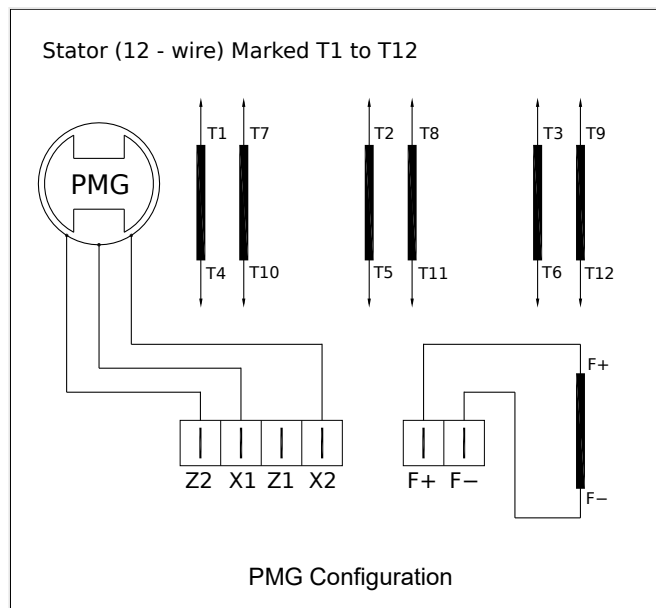 Stator (12 - wire) Marked T1 to T12
T1 T7 T2 T8 T3 T9
PMG
T4 T10 T5 T11 T6 T12
F+
Z2 X1 Z1 X2 F+ F−
F−
PMG Configuration